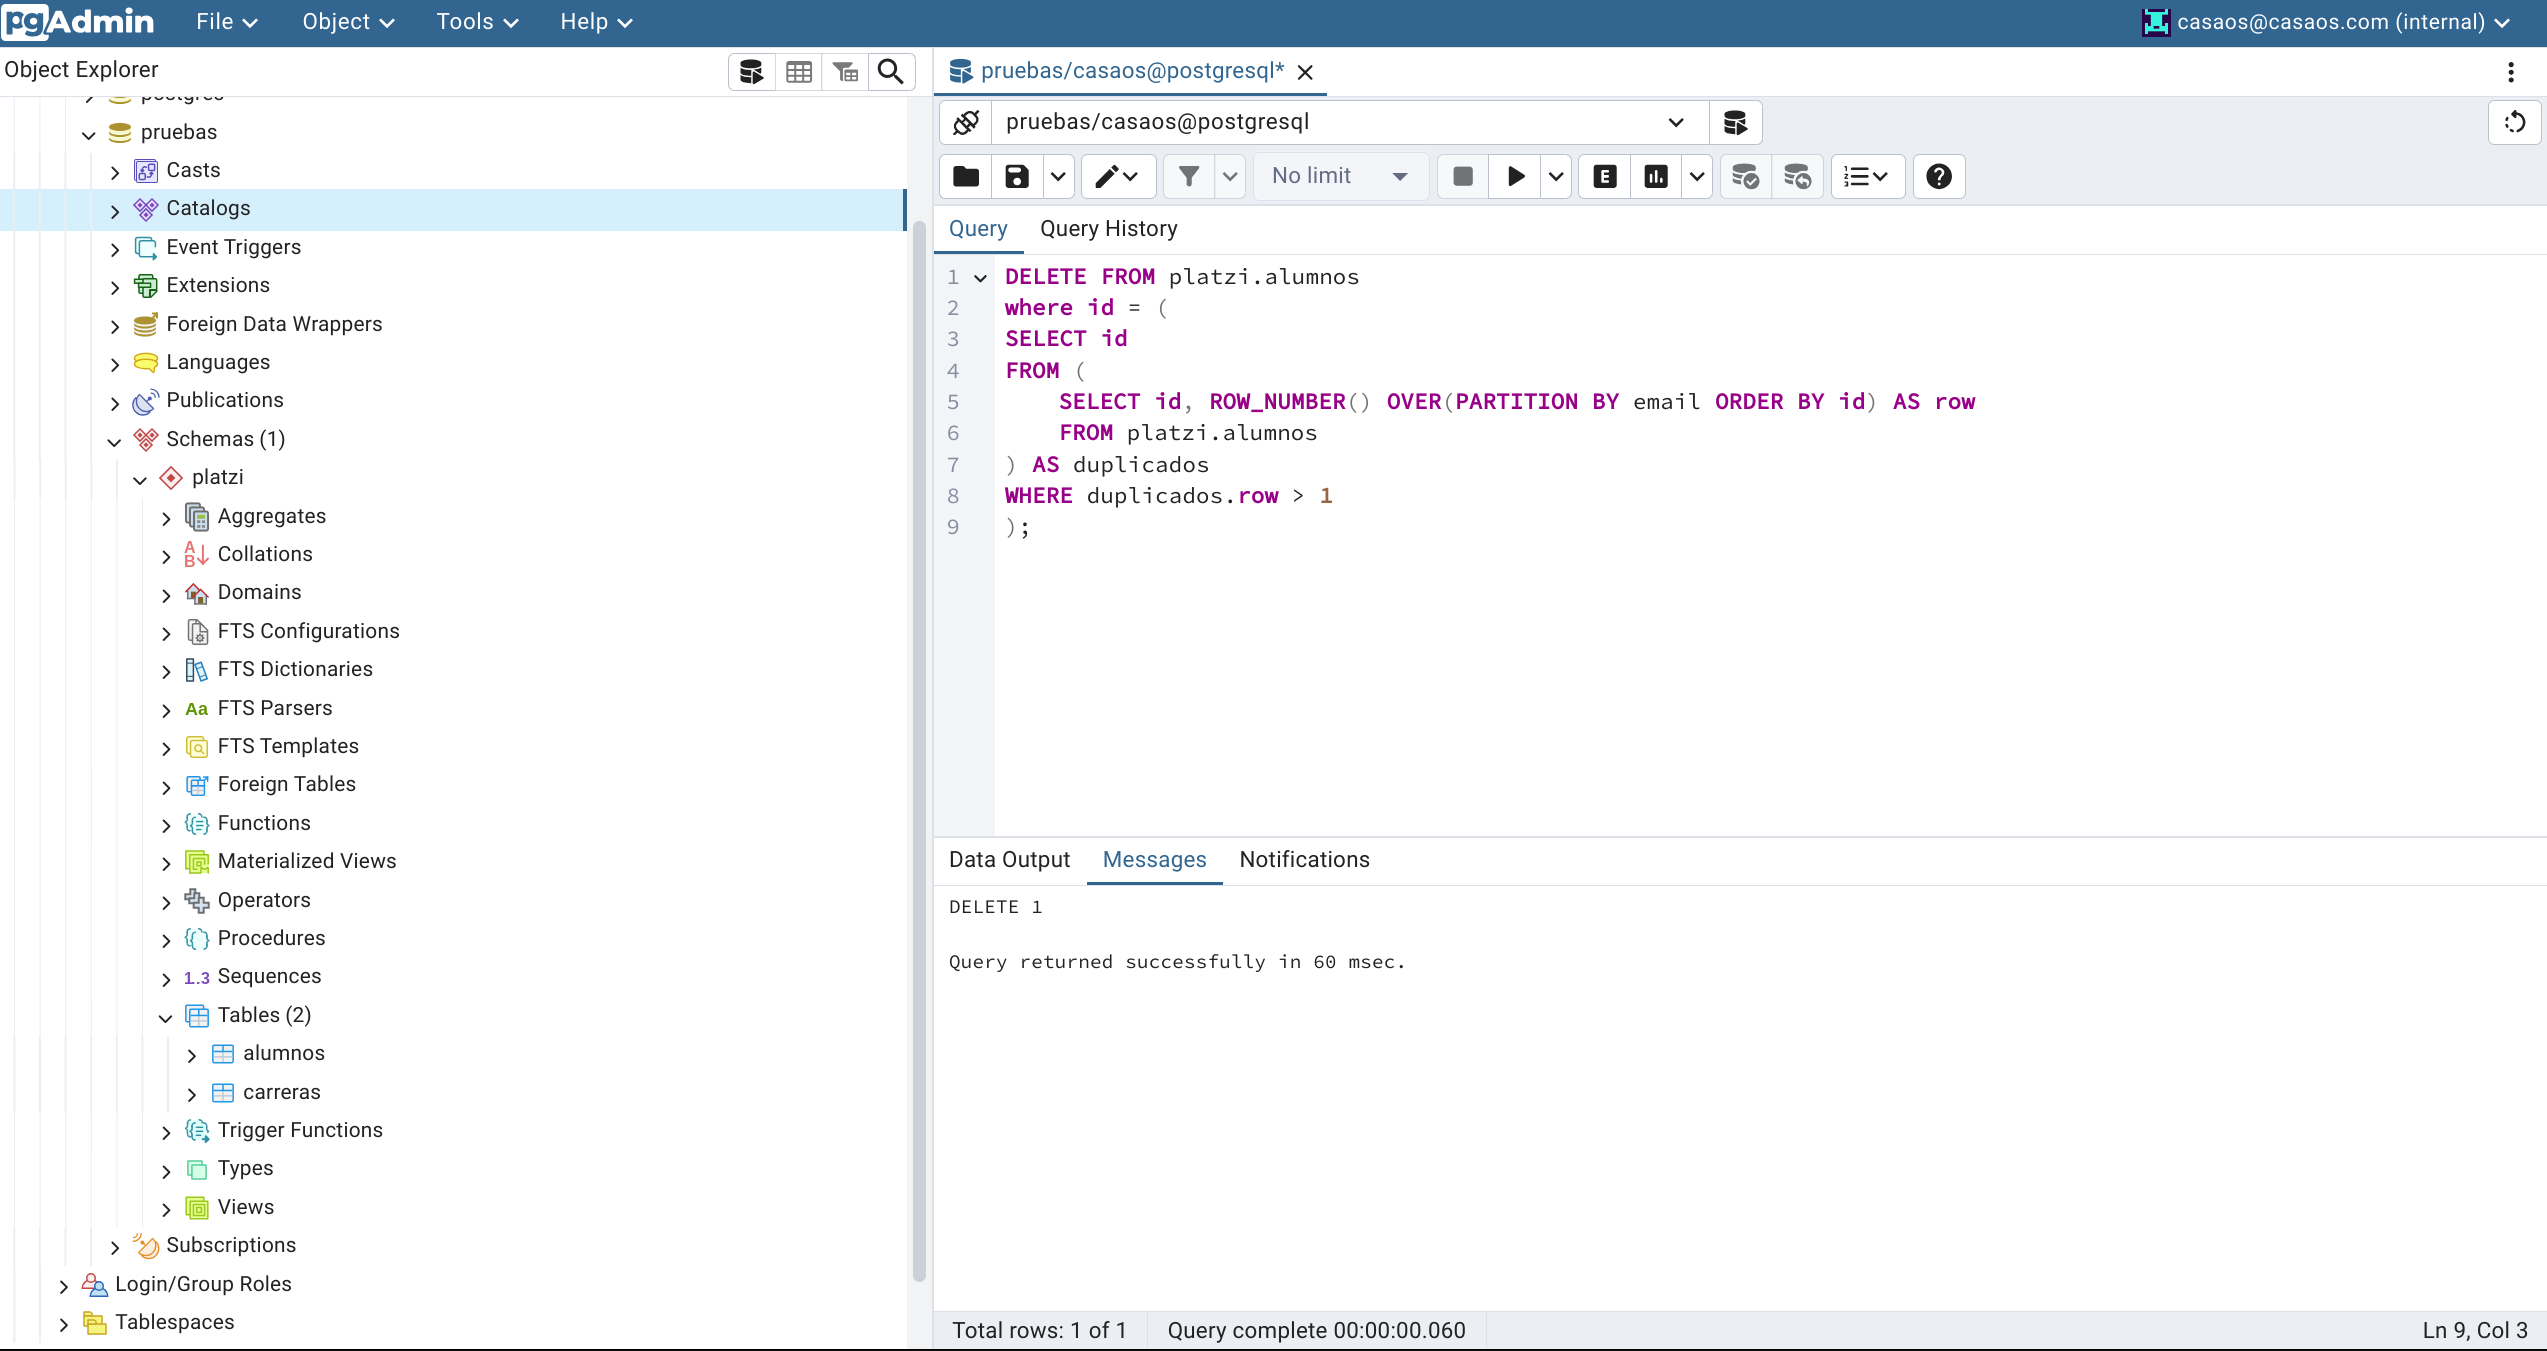 pgAdmin File Object Tools Help casaos@casaos.com (internal)
Object Explorer
postgres
pruebas
Casts
Catalogs
Event Triggers
Extensions
Foreign Data Wrappers
Languages
Publications
Schemas (1)
platzi
Aggregates
Collations
Domains
FTS Configurations
FTS Dictionaries
Aa FTS Parsers
FTS Templates
Foreign Tables
Functions
Materialized Views
Operators
Procedures
1.3 Sequences
Tables (2)
alumnos
carreras
Trigger Functions
Types
Views
Subscriptions
Login/Group Roles
Tablespaces
pruebas/casaos@postgresql*
pruebas/casaos@postgresql
No limit E
Query Query History
1 DELETE FROM platzi.alumnos
2 where id = (
3 SELECT id
4 FROM (
5 SELECT id, ROW_NUMBER() OVER(PARTITION BY email ORDER BY id) AS row
6 FROM platzi.alumnos
7 ) AS duplicados
8 WHERE duplicados.row > 1
9 );
Data Output Messages Notifications
DELETE 1
Query returned successfully in 60 msec.
Total rows: 1 of 1 Query complete 00:00:00.060 Ln 9, Col 3